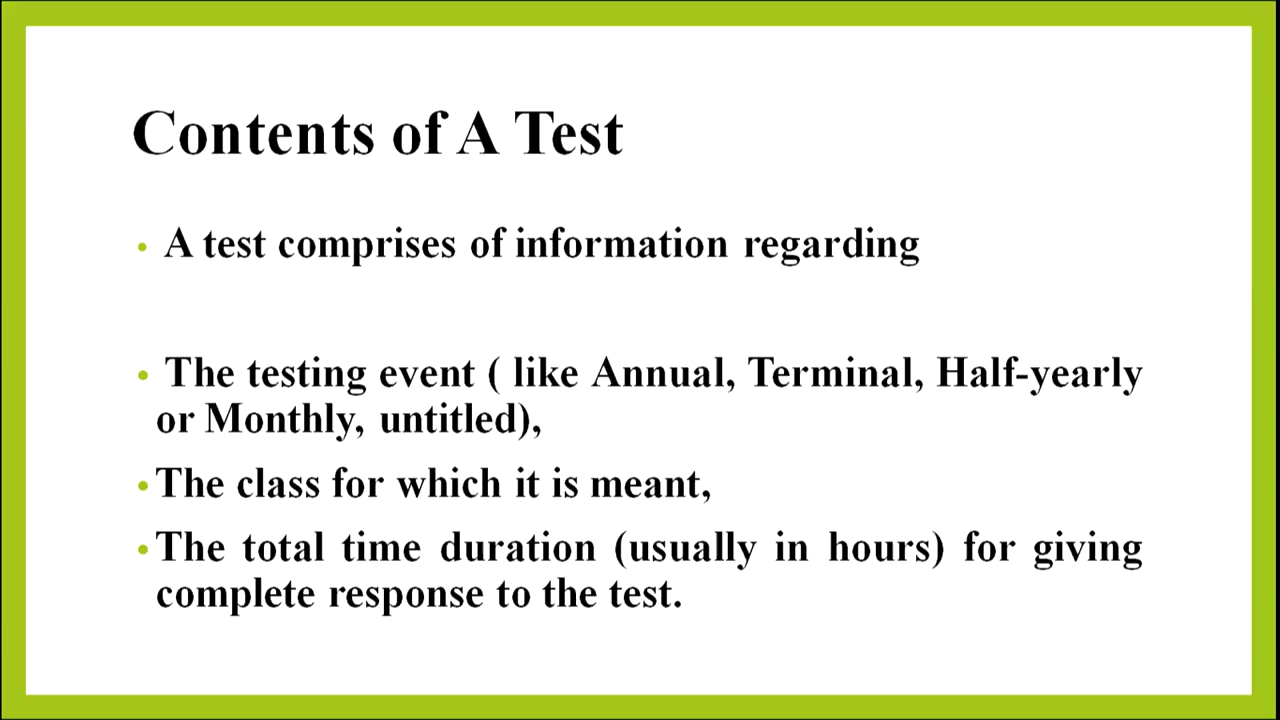 Contents of A Test
• A test comprises of information regarding
• The testing event ( like Annual, Terminal, Half-yearly
or Monthly, untitled),
• The class for which it is meant,
• The total time duration (usually in hours) for giving
complete response to the test.